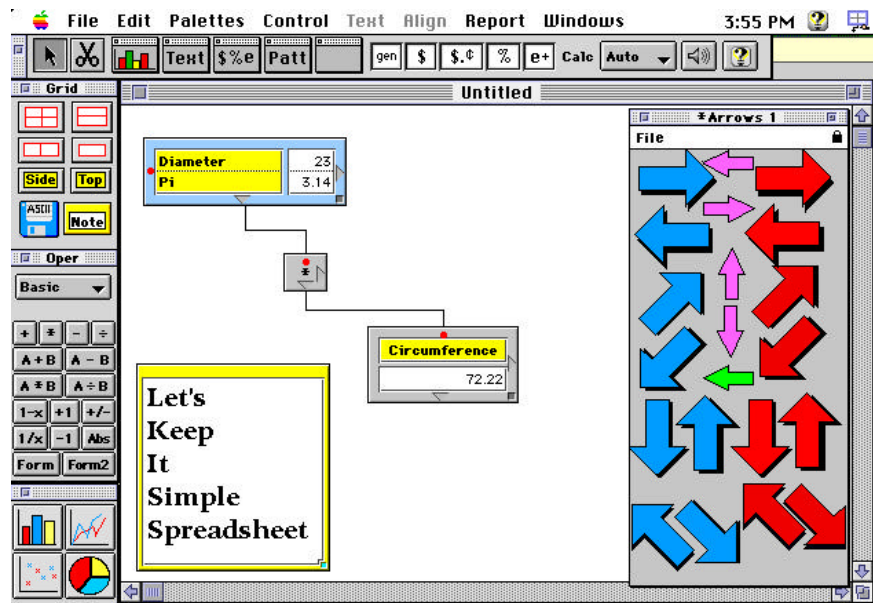 File Edit Palettes Control Text Align Report Windows 3:55 PM
Text $%e Patt gen $ $.¢ % e+ Calc Auto
Grid
Untitled
*Arrows 1
File
Diameter 23
Pi 3.14
Side Top
ASCII
Note
*
Oper
Basic
Circumference
72.22
+ * - ÷
A+B A-B
A*B A÷B
1-x +1 +/-
1/x -1 Abs
Form Form2
Let's
Keep
It
Simple
Spreadsheet